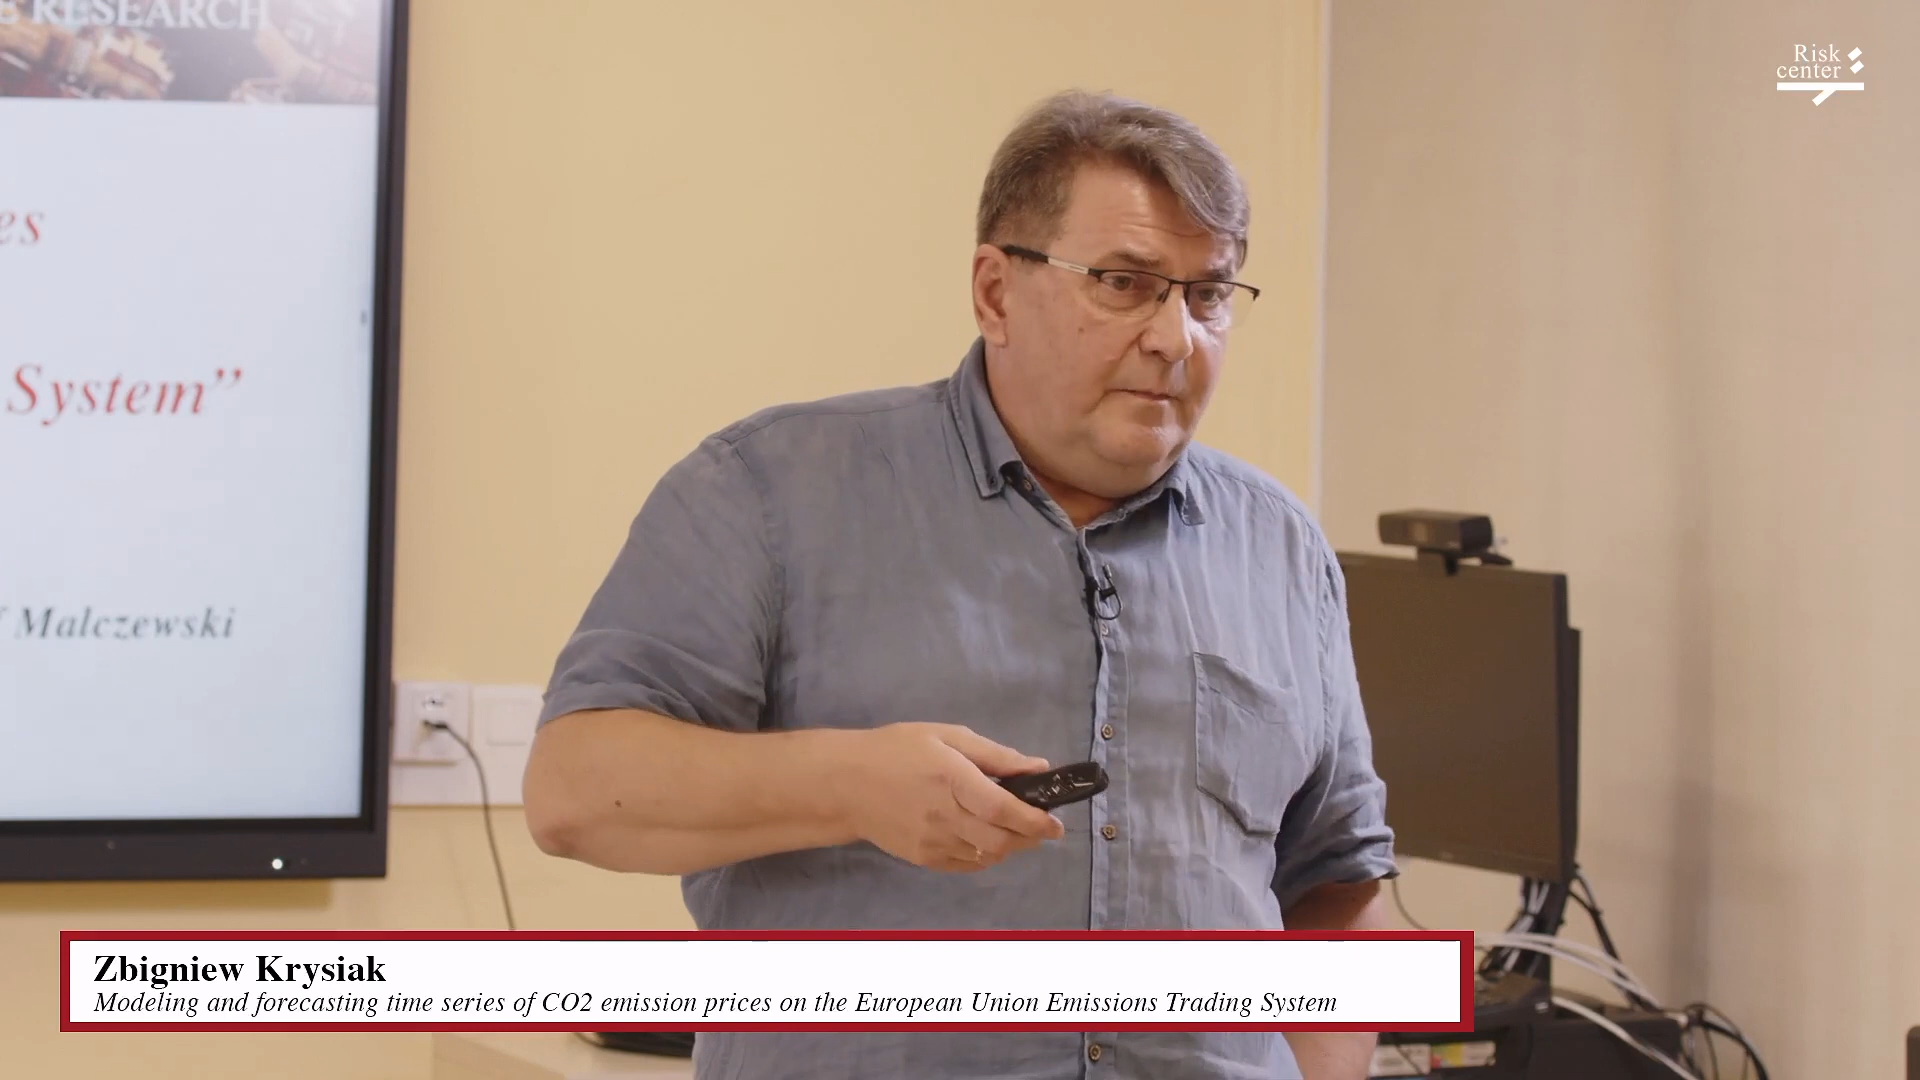 RESEARCH
Risk
center
es
System”
Malczewski
Zbigniew Krysiak
Modeling and forecasting time series of CO2 emission prices on the European Union Emissions Trading System